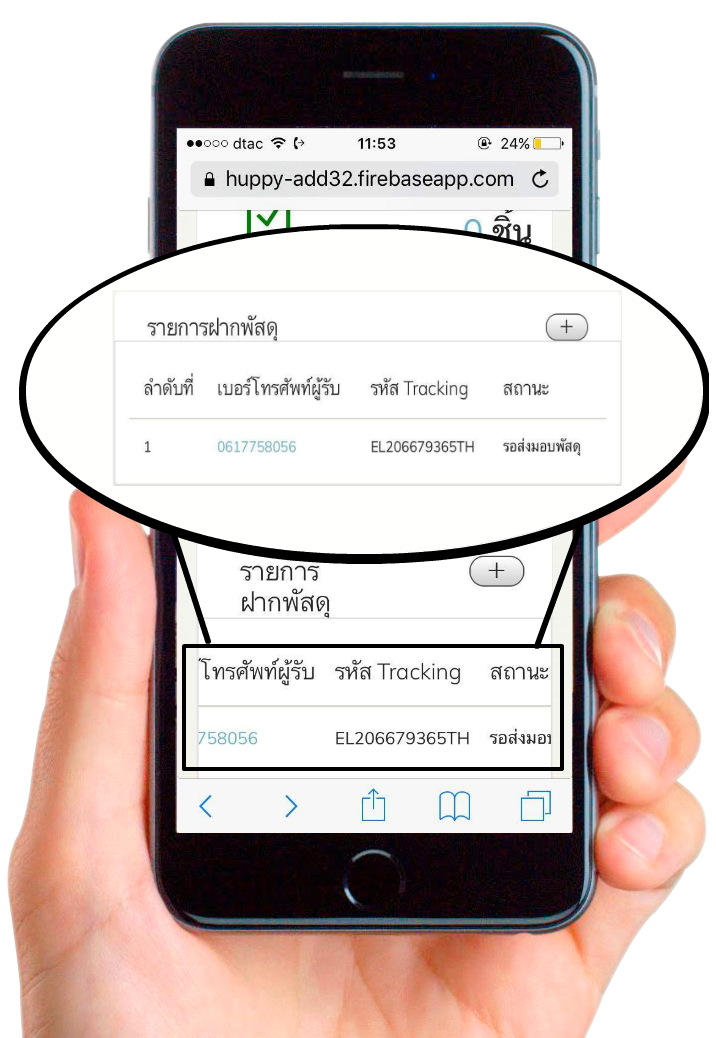 dtac 11:53 24%
huppy-add32.firebaseapp.com
0 ชิ้น
รายการฝากพัสดุ +
ลำดับที่ เบอร์โทรศัพท์ผู้รับ รหัส Tracking สถานะ
1 0617758056 EL206679365TH รอส่งมอบพัสดุ
รายการ +
ฝากพัสดุ
โทรศัพท์ผู้รับ รหัส Tracking สถานะ
758056 EL206679365TH รอส่งมอบ